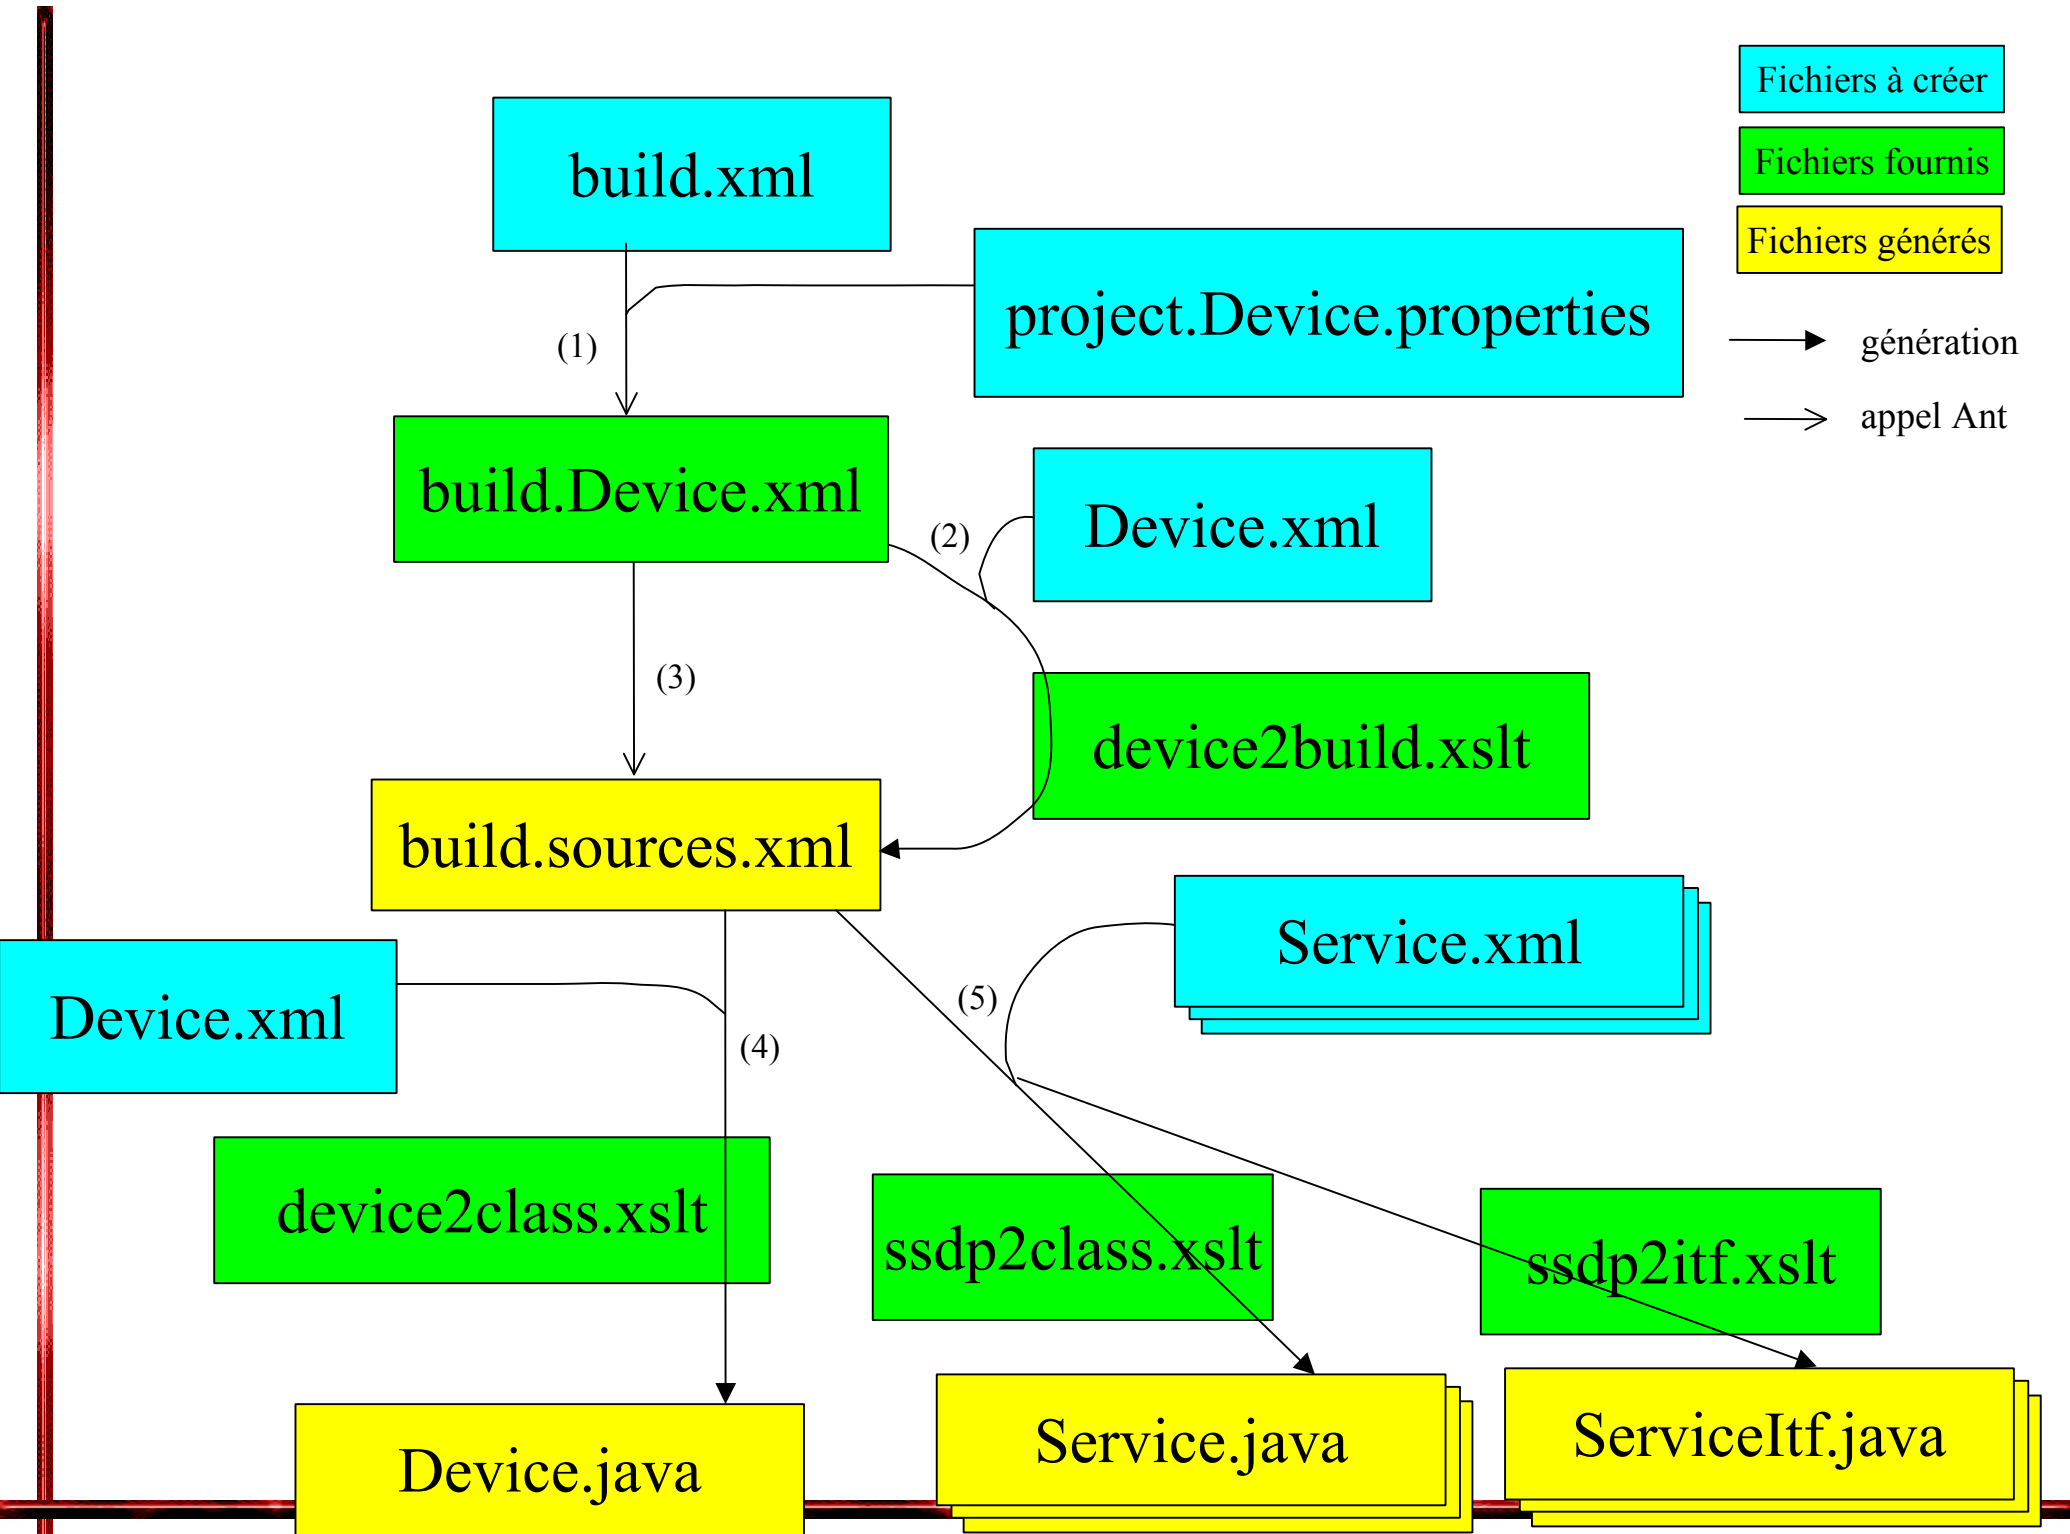 Fichiers à créer
build.xml
Fichiers fournis
Fichiers générés
project.Device.properties
(1)
génération
appel Ant
build.Device.xml
(2)
Device.xml
(3)
device2build.xslt
build.sources.xml
Service.xml
Device.xml
(5)
(4)
device2class.xslt
ssdp2class.xslt
ssdp2itf.xslt
Device.java
Service.java
ServiceItf.java